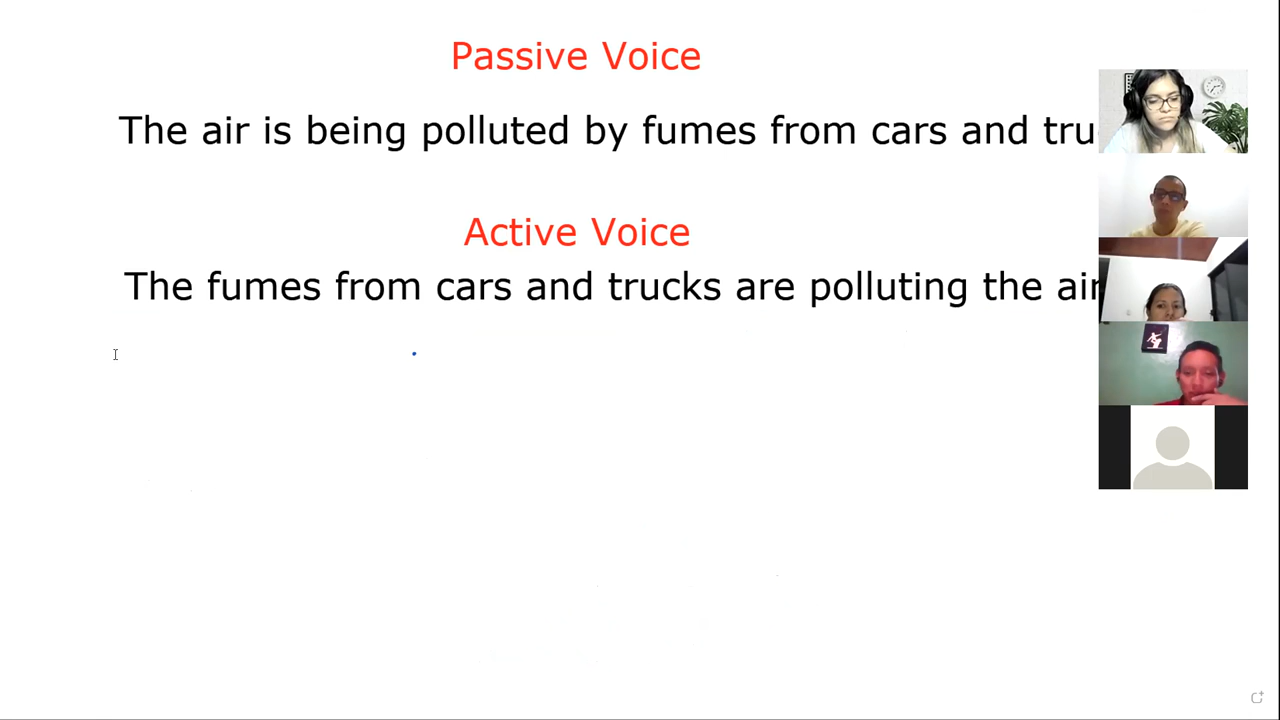 Passive Voice
The air is being polluted by fumes from cars and
Active Voice
The fumes from cars and trucks are polluting the air